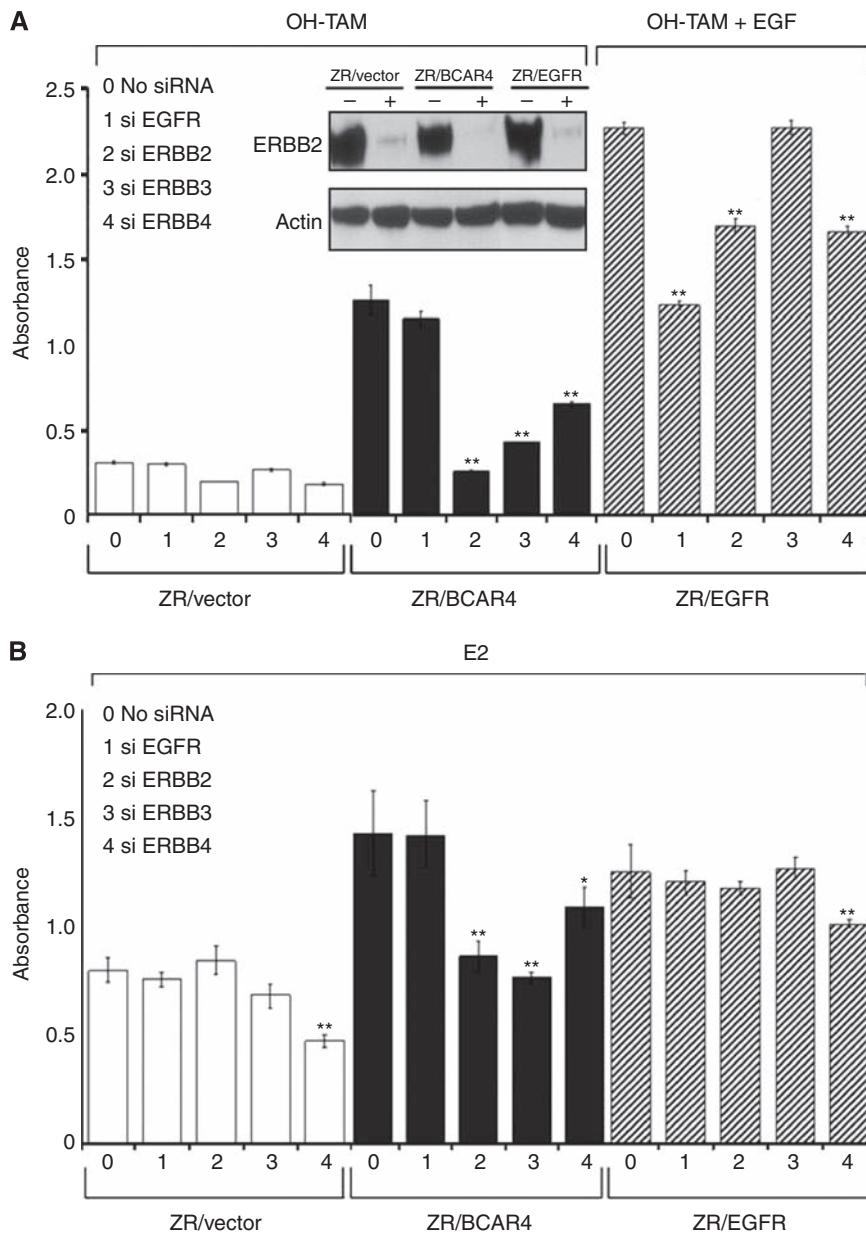 A
OH-TAM
OH-TAM + EGF
0 No siRNA
1 si EGFR
2 si ERBB2
3 si ERBB3
4 si ERBB4
ZR/vector ZR/BCAR4 ZR/EGFR
– + – + – +
ERBB2
Actin
Absorbance
2.5
2.0
1.5
1.0
0.5
0
** ** ** ** ** **
0 1 2 3 4 0 1 2 3 4 0 1 2 3 4
ZR/vector ZR/BCAR4 ZR/EGFR
B
E2
0 No siRNA
1 si EGFR
2 si ERBB2
3 si ERBB3
4 si ERBB4
Absorbance
2.0
1.5
1.0
0.5
0
** ** ** * **
0 1 2 3 4 0 1 2 3 4 0 1 2 3 4
ZR/vector ZR/BCAR4 ZR/EGFR